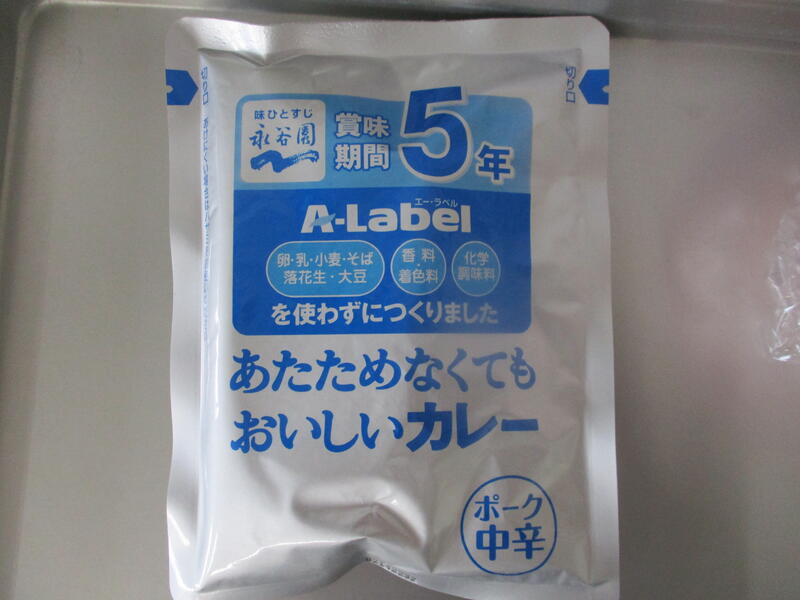 切り口
切り口
味ひとすじ
永谷園
賞味
期間
5年
エー・ラベル
A-Label
卵・乳・小麦・そば
落花生・大豆
香料
着色料
化学
調味料
を使わずにつくりました
あたためなくても
おいしいカレー
ポーク
中辛